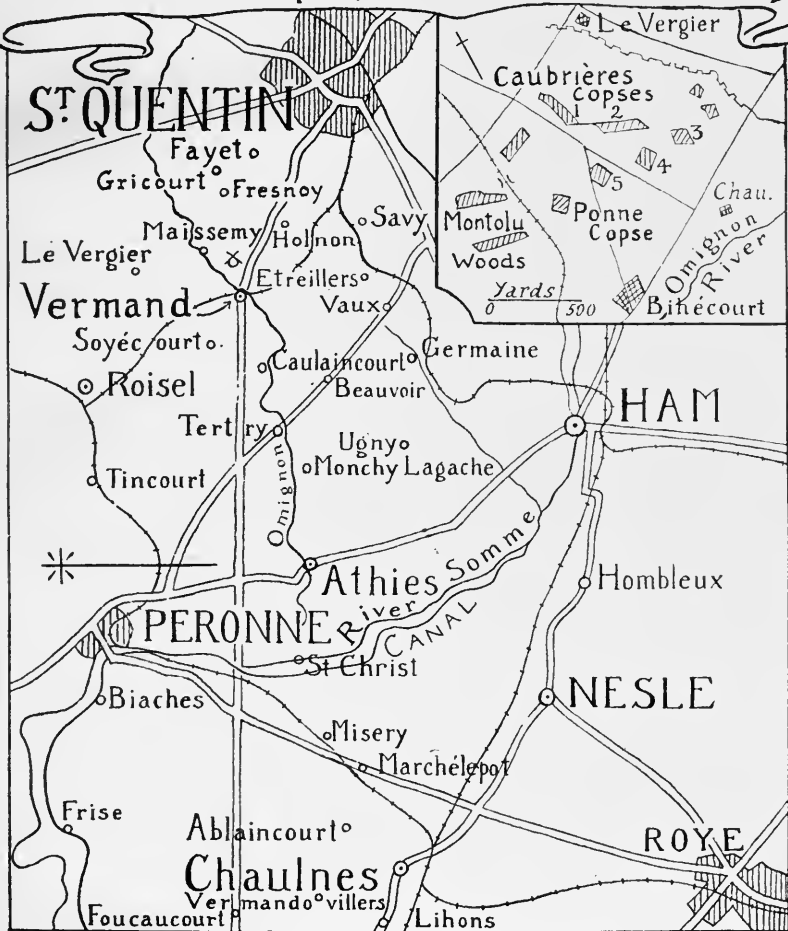 Le Vergier
Caubrières
Copses
1
2
3
4
5
Chau.
Montolu
Woods
Ponne
Copse
Omignon
River
Yards
0 500
Bihécourt
ST QUENTIN
Fayet
Gricourt
Fresnoy
Savy
Maissemy
Holnon
Le Vergier
Etreillers
Vermand
Vaux
Soyécourt
Caulaincourt
Germaine
Roisel
Beauvoir
HAM
Tertry
Ugny
Omignon
Monchy Lagache
Tincourt
Athies
River Somme
CANAL
Hombleux
PERONNE
St Christ
Biaches
NESLE
Misery
Marchélepot
Frise
Ablaincourt
ROYE
Chaulnes
Vermandovillers
Foucaucourt
Lihons